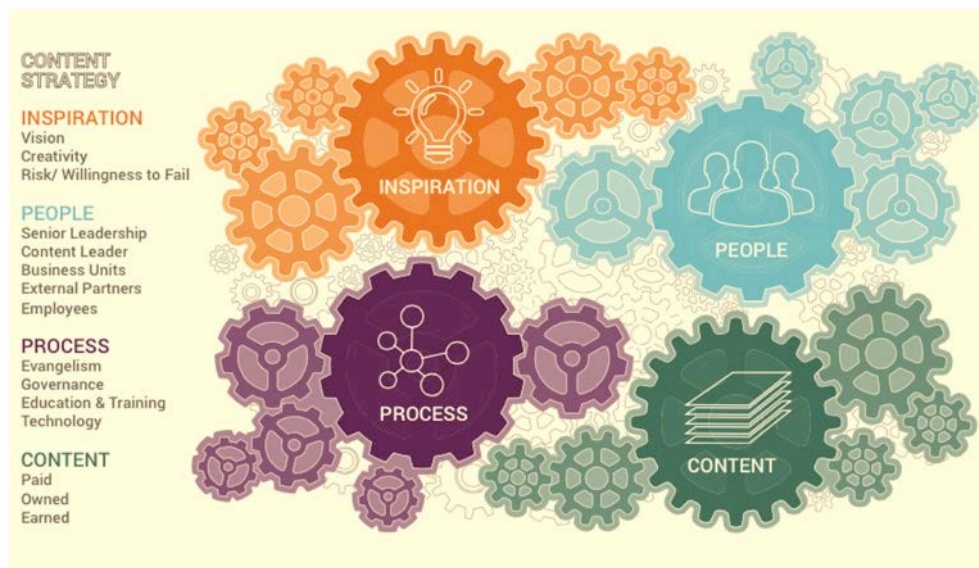 CONTENT
STRATEGY
INSPIRATION
Vision
Creativity
Risk/ Willingness to Fail
PEOPLE
Senior Leadership
Content Leader
Business Units
External Partners
Employees
PROCESS
Evangelism
Governance
Education & Training
Technology
CONTENT
Paid
Owned
Earned
INSPIRATION
PEOPLE
PROCESS
CONTENT